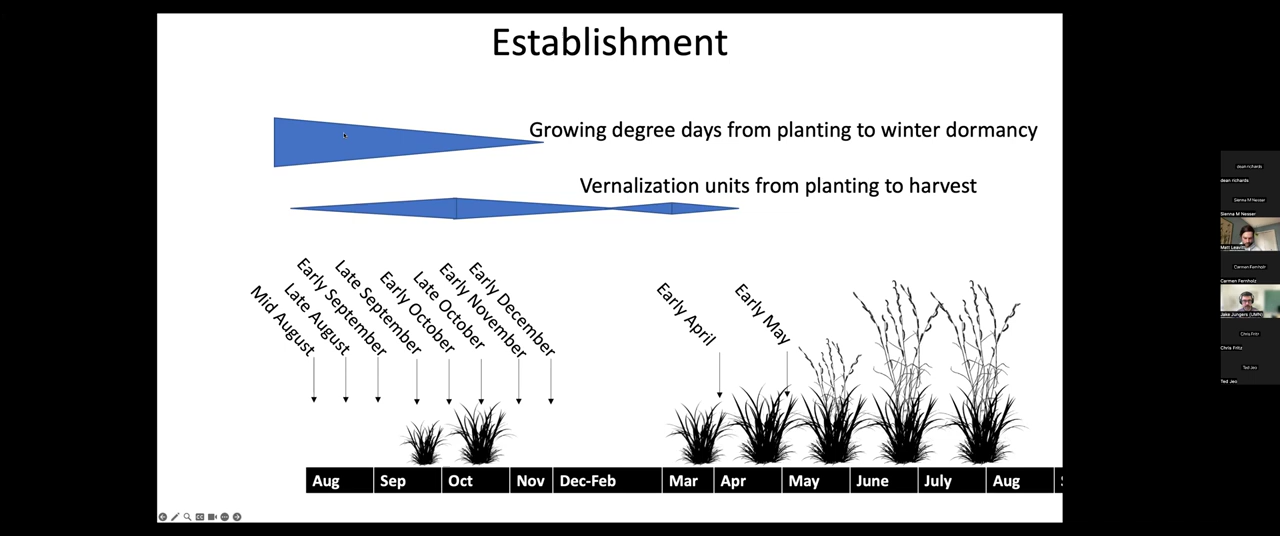 Establishment
Growing degree days from planting to winter dormancy
Vernalization units from planting to harvest
Mid August
Late August
Early September
Late September
Early October
Late October
Early November
Early December
Early April
Early May
Aug
Sep
Oct
Nov
Dec-Feb
Mar
Apr
May
June
July
Aug
dean richards
dean richards
Sienna M Nesser
Sienna M Nesser
Matt Leavitt
Carmen Fernholz
Carmen Fernholz
Jake Jungers (UMN)
Chris Fritz
Chris Fritz
Ted Jeo
Ted Jeo